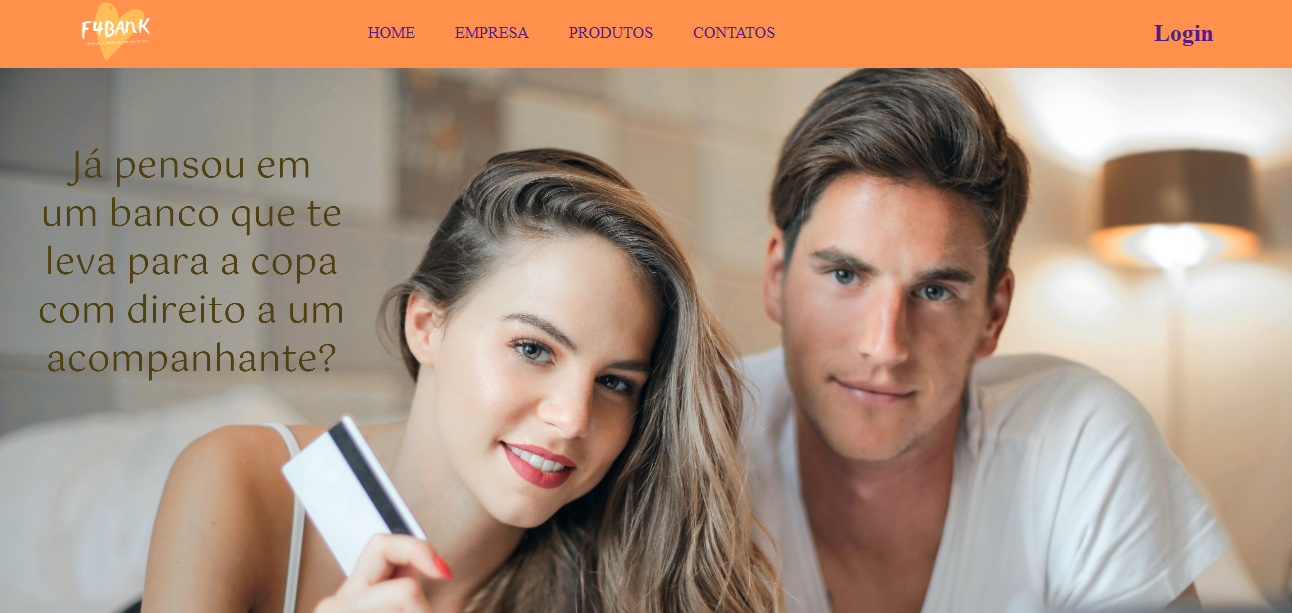 F4BANK
HOME
EMPRESA
PRODUTOS
CONTATOS
Login
Já pensou em
um banco que te
leva para a copa
com direito a um
acompanhante?